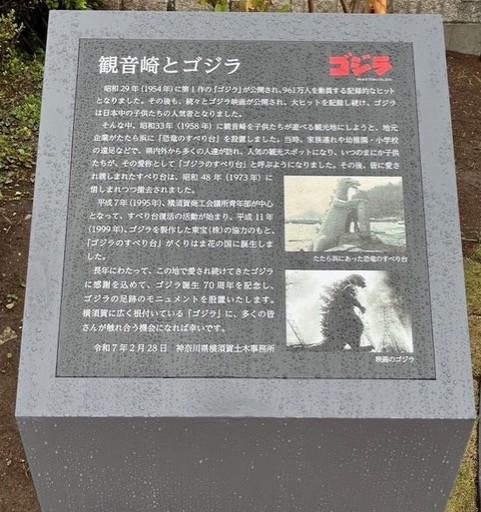 観音崎とゴジラ
ゴジラ
昭和29年(1954年)に第1作の『ゴジラ』が公開され、961万人を動員する記録的なヒット
となりました。その後も、続々とゴジラ映画が公開され、大ヒットを記録し続け、ゴジラ
は日本中の子供たちの人気者となりました。
そんな中、昭和33年(1958年)に観音崎を子供たちが遊べる観光地にしようと、地元
企業がたたら浜に「恐竜のすべり台」を設置しました。当時、家族連れや幼稚園・小学校
の遠足などで、県内外から多くの人達が訪れ、人気の観光スポットになり、いつのまにか子供
たちが、その愛称として「ゴジラのすべり台」と呼ぶようになりました。その後、皆に愛さ
れ親しまれたすべり台は、昭和48年(1973年)に
惜しまれつつ撤去されました。
平成7年(1995年)、横須賀商工会議所青年部が中心
となって、すべり台復活の活動が始まり、平成11年
(1999年)、ゴジラを製作した東宝(株)の協力のもと、
「ゴジラのすべり台」がくりはま花の国に誕生しま
した。
長年にわたって、この地で愛され続けてきたゴジラ
に感謝を込めて、ゴジラ誕生70周年を記念し、
ゴジラの足跡のモニュメントを設置いたします。
横須賀に広く根付いている「ゴジラ」に、多くの皆
さんが触れ合う機会になれば幸いです。
令和7年2月28日 神奈川県横須賀土木事務所
たたら浜にあった恐竜のすべり台
映画のゴジラ